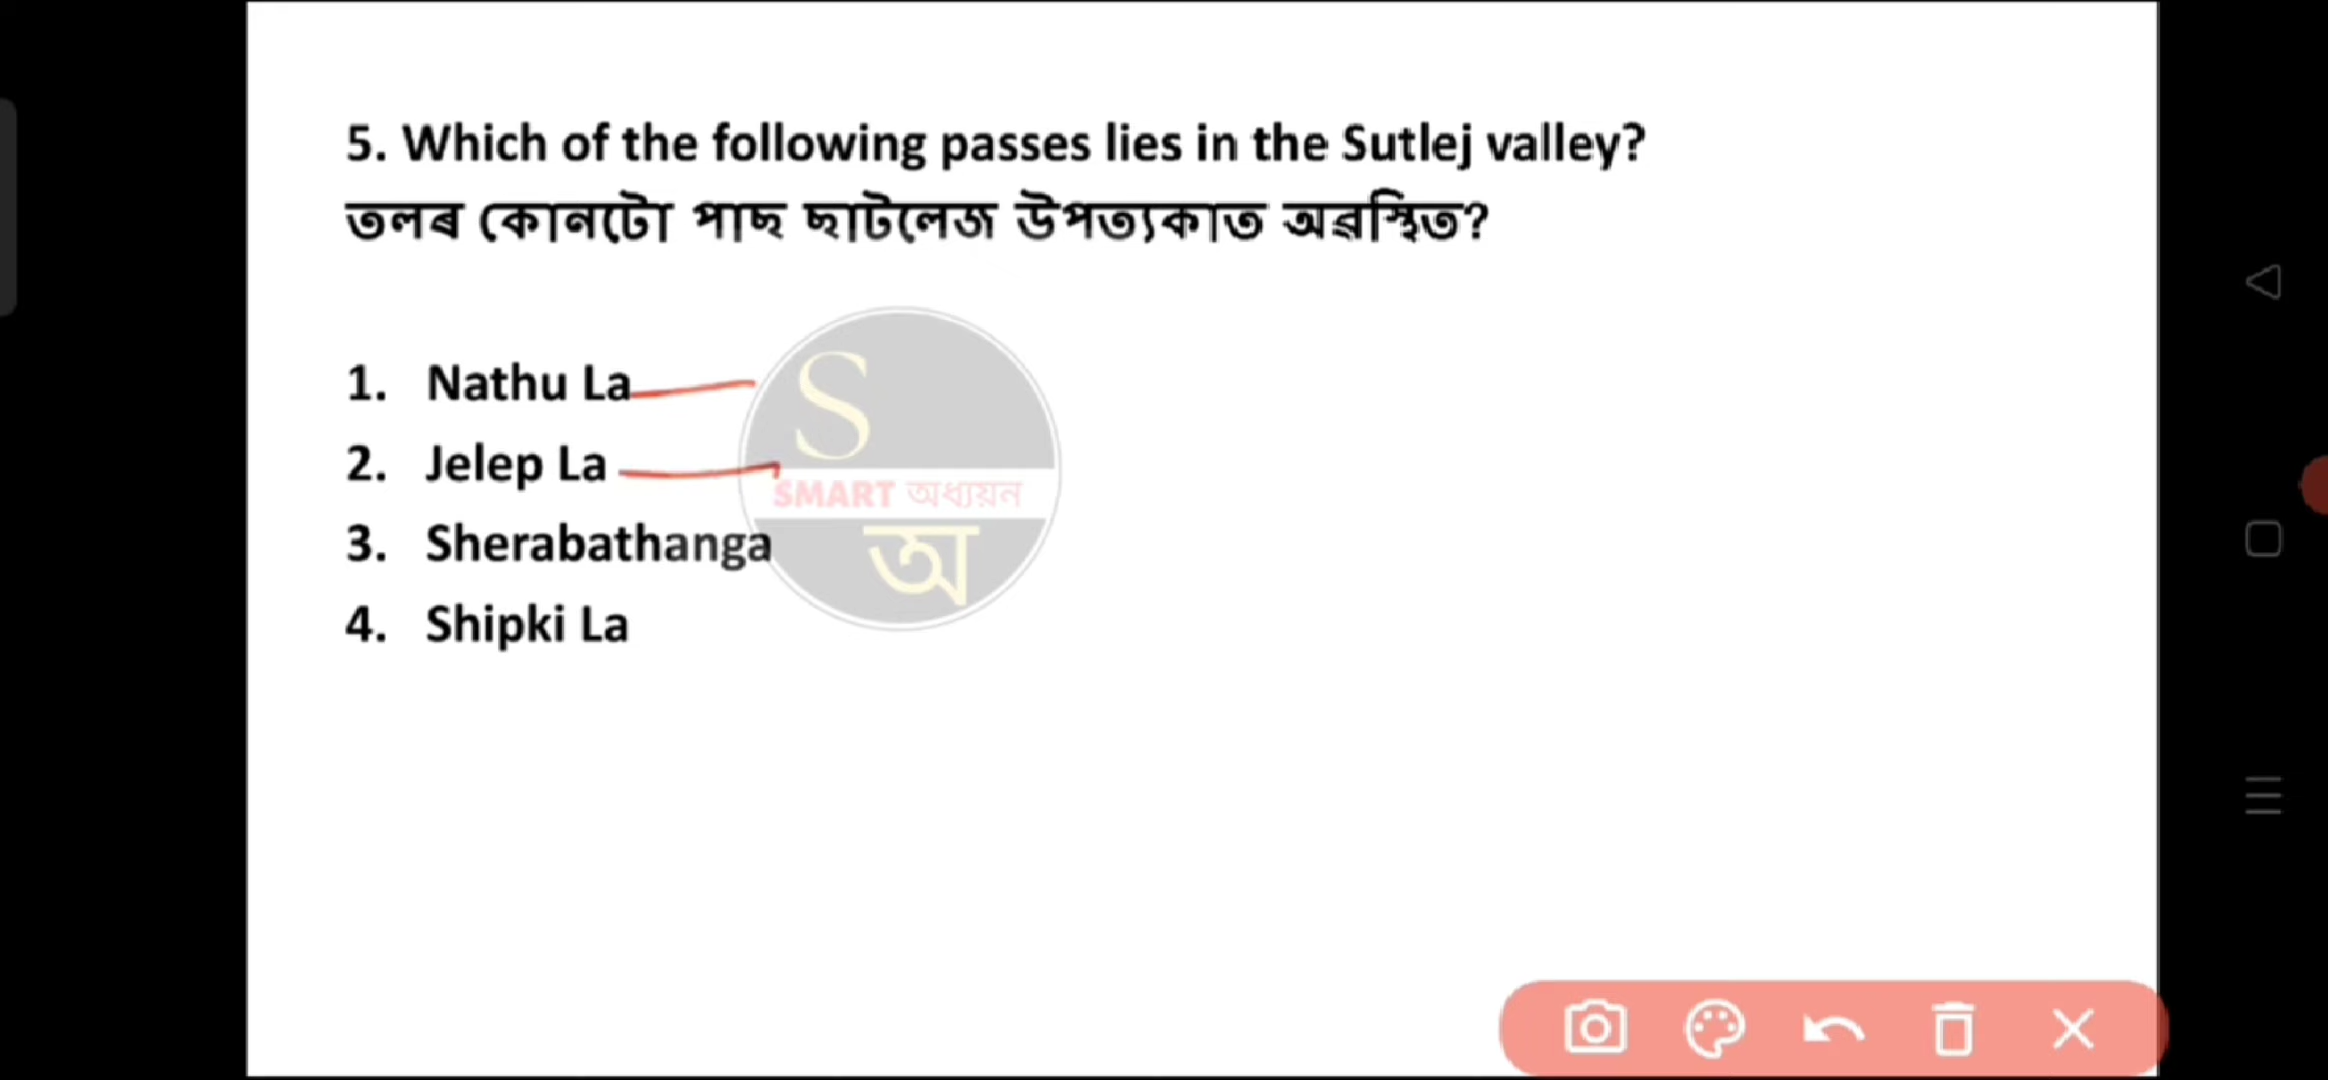 5. Which of the following passes lies in the Sutlej valley?
তলৰ কোনটো পাছ ছাটলেজ উপত্যকাত অৱস্থিত?
1. Nathu La
2. Jelep La
3. Sherabathanga
4. Shipki La
S
SMART অধ্যয়ন
অ